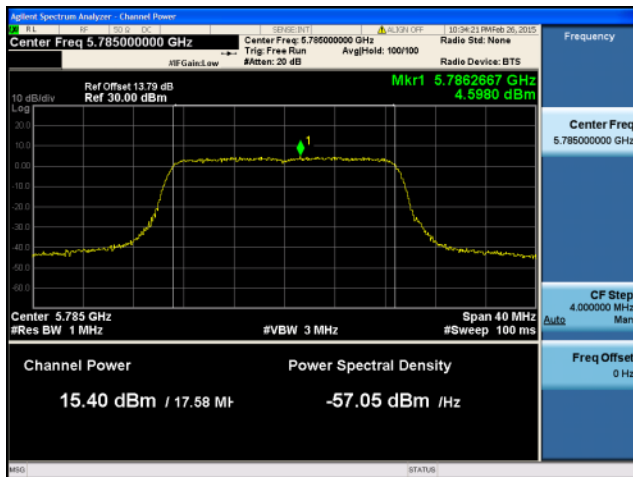 Agilent Spectrum Analyzer - Channel Power
RL RF 50 Ω DC SENSE:INT ALIGN OFF 10:34:21 PM Feb 26, 2015
Center Freq 5.785000000 GHz
Center Freq: 5.785000000 GHz
Trig: Free Run Avg|Hold: 100/100
#IFGain:Low #Atten: 20 dB
Radio Std: None
Radio Device: BTS
Frequency
Ref Offset 13.79 dB
Ref 30.00 dBm
10 dB/div
Log
Mkr1 5.7862667 GHz
4.5980 dBm
20.0
10.0
0.00
-10.0
-20.0
-30.0
-40.0
-50.0
-60.0
1
Center 5.785 GHz Span 40 MHz
#Res BW 1 MHz #VBW 3 MHz #Sweep 100 ms
Channel Power Power Spectral Density
15.40 dBm / 17.58 MH -57.05 dBm /Hz
Center Freq
5.785000000 GHz
CF Step
4.000000 MHz
Auto Man
Freq Offset
0 Hz
MSG STATUS